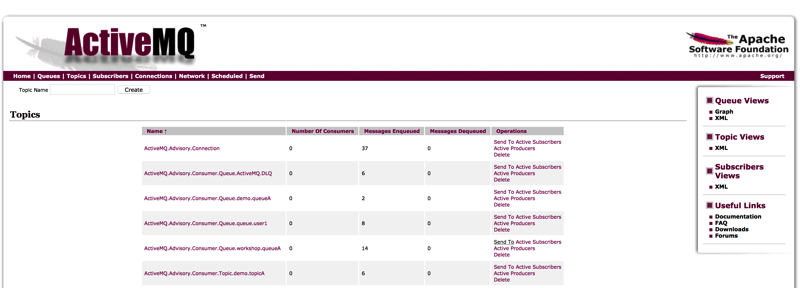 ActiveMQ™
The Apache
Software Foundation
http://www.apache.org/
Home | Queues | Topics | Subscribers | Connections | Network | Scheduled | Send
Support
Topic Name
Create
Topics
Name ↑ Number Of Consumers Messages Enqueued Messages Dequeued Operations
ActiveMQ.Advisory.Connection 0 37 0 Send To Active Subscribers
Active Producers
Delete
ActiveMQ.Advisory.Consumer.Queue.ActiveMQ.DLQ 0 6 0 Send To Active Subscribers
Active Producers
Delete
ActiveMQ.Advisory.Consumer.Queue.demo.queueA 0 2 0 Send To Active Subscribers
Active Producers
Delete
ActiveMQ.Advisory.Consumer.Queue.queue.user1 0 8 0 Send To Active Subscribers
Active Producers
Delete
ActiveMQ.Advisory.Consumer.Queue.workshop.queueA 0 14 0 Send To Active Subscribers
Active Producers
Delete
ActiveMQ.Advisory.Consumer.Topic.demo.topicA 0 6 0 Send To Active Subscribers
Active Producers
Delete
Queue Views
Graph
XML
Topic Views
XML
Subscribers
Views
XML
Useful Links
Documentation
FAQ
Downloads
Forums